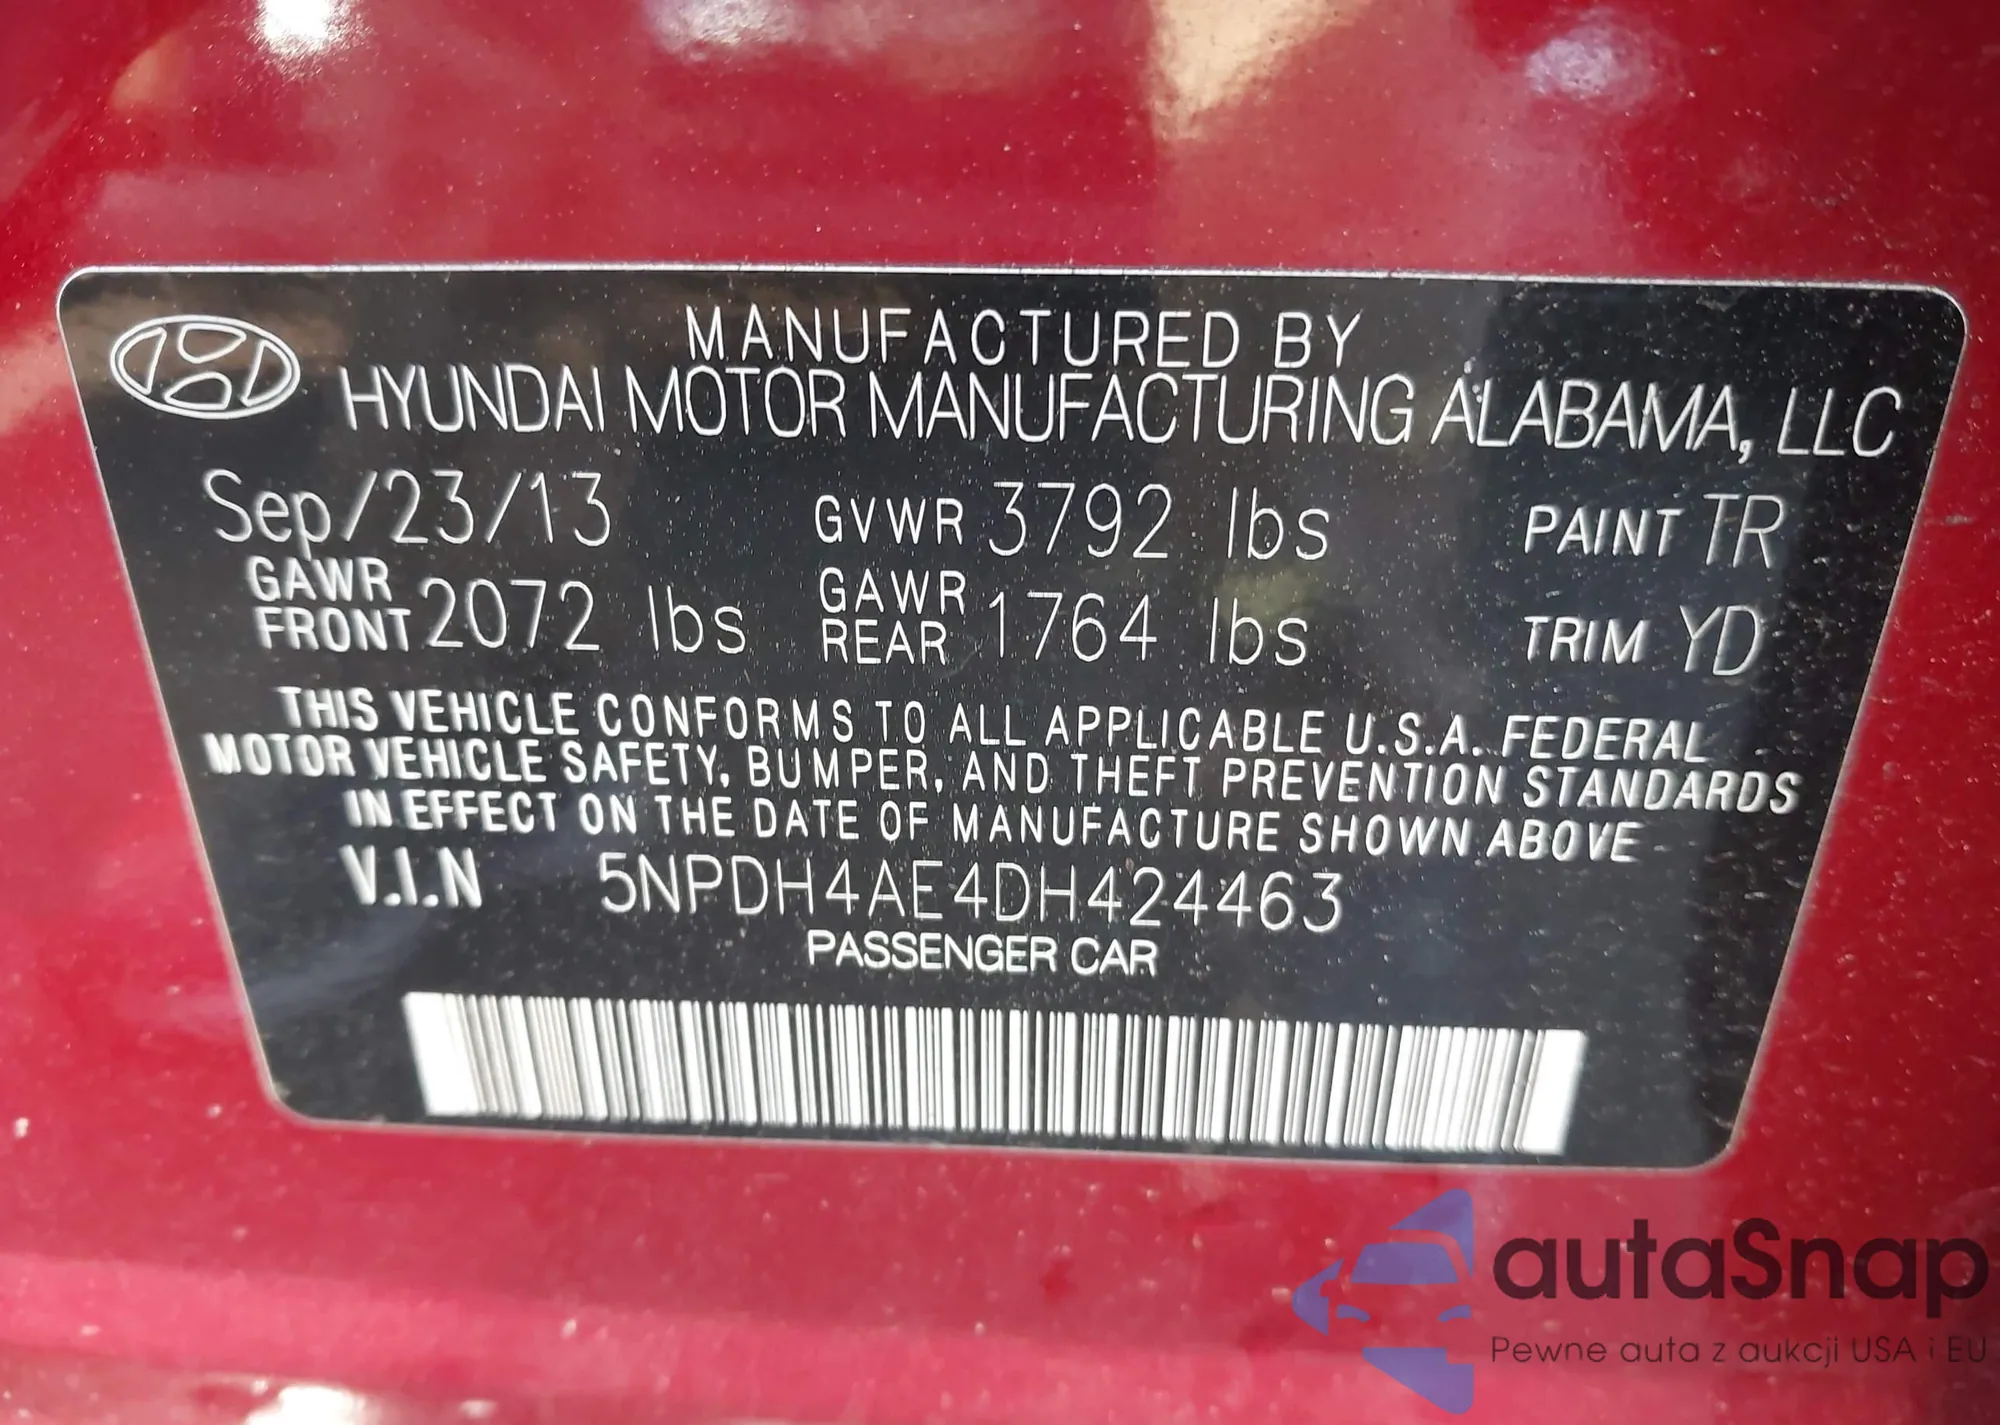 MANUFACTURED BY
HYUNDAI MOTOR MANUFACTURING ALABAMA, LLC
Sep/23/13 GVWR 3792 lbs PAINT TR
GAWR FRONT 2072 lbs GAWR REAR 1764 lbs TRIM YD
THIS VEHICLE CONFORMS TO ALL APPLICABLE U.S.A. FEDERAL
MOTOR VEHICLE SAFETY, BUMPER, AND THEFT PREVENTION STANDARDS
IN EFFECT ON THE DATE OF MANUFACTURE SHOWN ABOVE
V.I.N 5NPDH4AE4DH424463
PASSENGER CAR
autaSnap
Pewne auta z aukcji USA i EU